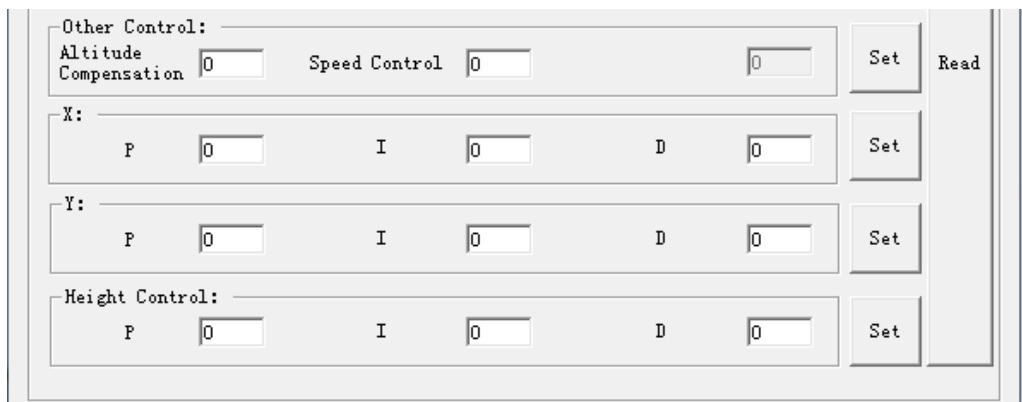 Other Control:
Altitude
Compensation 0 Speed Control 0 0 Set Read
X:
P 0 I 0 D 0 Set
Y:
P 0 I 0 D 0 Set
Height Control:
P 0 I 0 D 0 Set